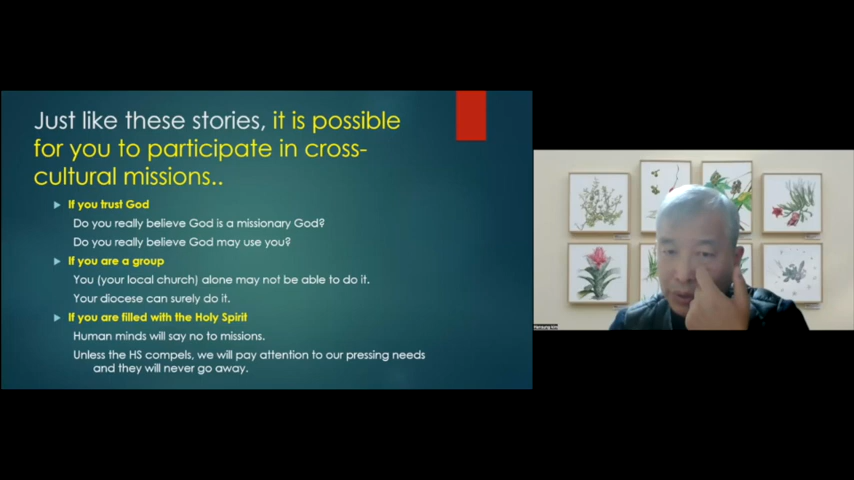 Just like these stories, it is possible
for you to participate in cross-
cultural missions..
If you trust God
Do you really believe God is a missionary God?
Do you really believe God may use you?
If you are a group
You (your local church) alone may not be able to do it.
Your diocese can surely do it.
If you are filled with the Holy Spirit
Human minds will say no to missions.
Unless the HS compels, we will pay attention to our pressing needs
and they will never go away.